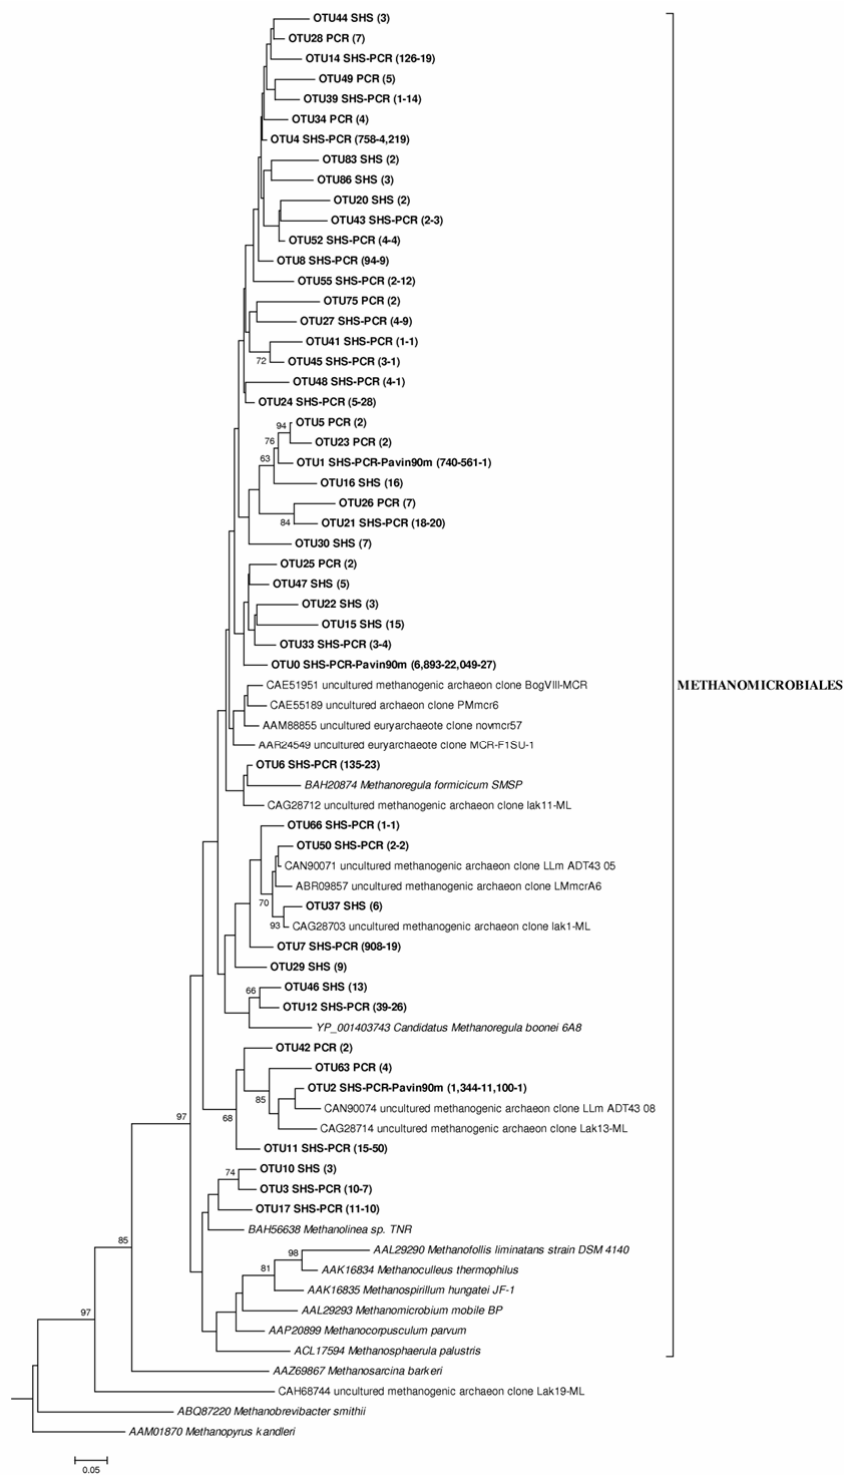 OTU44 SHS (3)
OTU28 PCR (7)
OTU14 SHS-PCR (126-19)
OTU49 PCR (5)
OTU39 SHS-PCR (1-14)
OTU34 PCR (4)
OTU4 SHS-PCR (758-4,219)
OTU83 SHS (2)
OTU86 SHS (3)
OTU20 SHS (2)
OTU43 SHS-PCR (2-3)
OTU52 SHS-PCR (4-4)
OTU8 SHS-PCR (94-9)
OTU55 SHS-PCR (2-12)
OTU75 PCR (2)
OTU27 SHS-PCR (4-9)
OTU41 SHS-PCR (1-1)
72 OTU45 SHS-PCR (3-1)
OTU48 SHS-PCR (4-1)
OTU24 SHS-PCR (5-28)
94 OTU5 PCR (2)
76 OTU23 PCR (2)
63 OTU1 SHS-PCR-Pavin90m (740-561-1)
OTU16 SHS (16)
OTU26 PCR (7)
84 OTU21 SHS-PCR (18-20)
OTU30 SHS (7)
OTU25 PCR (2)
OTU47 SHS (5)
OTU22 SHS (3)
OTU15 SHS (15)
OTU33 SHS-PCR (3-4)
OTU0 SHS-PCR-Pavin90m (6,893-22,049-27)
CAE51951 uncultured methanogenic archaeon clone BogVIII-MCR
METHANOMICROBIALES
CAE55189 uncultured archaeon clone PMmcr6
AAM88855 uncultured euryarchaeote clone novmcr57
AAR24549 uncultured euryarchaeote clone MCR-F1SU-1
OTU6 SHS-PCR (135-23)
BAH20874 Methanoregula formicicum SMSP
CAG28712 uncultured methanogenic archaeon clone lak11-ML
OTU66 SHS-PCR (1-1)
OTU50 SHS-PCR (2-2)
CAN90071 uncultured methanogenic archaeon clone LLm ADT43 05
ABR09857 uncultured methanogenic archaeon clone LMmcrA6
70 OTU37 SHS (6)
93 CAG28703 uncultured methanogenic archaeon clone lak1-ML
OTU7 SHS-PCR (908-19)
OTU29 SHS (9)
66 OTU46 SHS (13)
OTU12 SHS-PCR (39-26)
YP_001403743 Candidatus Methanoregula boonei 6A8
OTU42 PCR (2)
OTU63 PCR (4)
OTU2 SHS-PCR-Pavin90m (1,344-11,100-1)
85
CAN90074 uncultured methanogenic archaeon clone LLm ADT43 08
97 68
CAG28714 uncultured methanogenic archaeon clone Lak13-ML
OTU11 SHS-PCR (15-50)
74 OTU10 SHS (3)
OTU3 SHS-PCR (10-7)
OTU17 SHS-PCR (11-10)
BAH56638 Methanolinea sp. TNR
85
98 AAL29290 Methanofollis liminatans strain DSM 4140
81 AAK16834 Methanoculleus thermophilus
AAK16835 Methanospirillum hungatei JF-1
97 AAL29293 Methanomicrobium mobile BP
AAP20899 Methanocorpusculum parvum
ACL17594 Methanosphaerula palustris
AAZ69867 Methanosarcina barkeri
CAH68744 uncultured methanogenic archaeon clone Lak19-ML
ABQ87220 Methanobrevibacter smithii
AAM01870 Methanopyrus kandleri
0.05